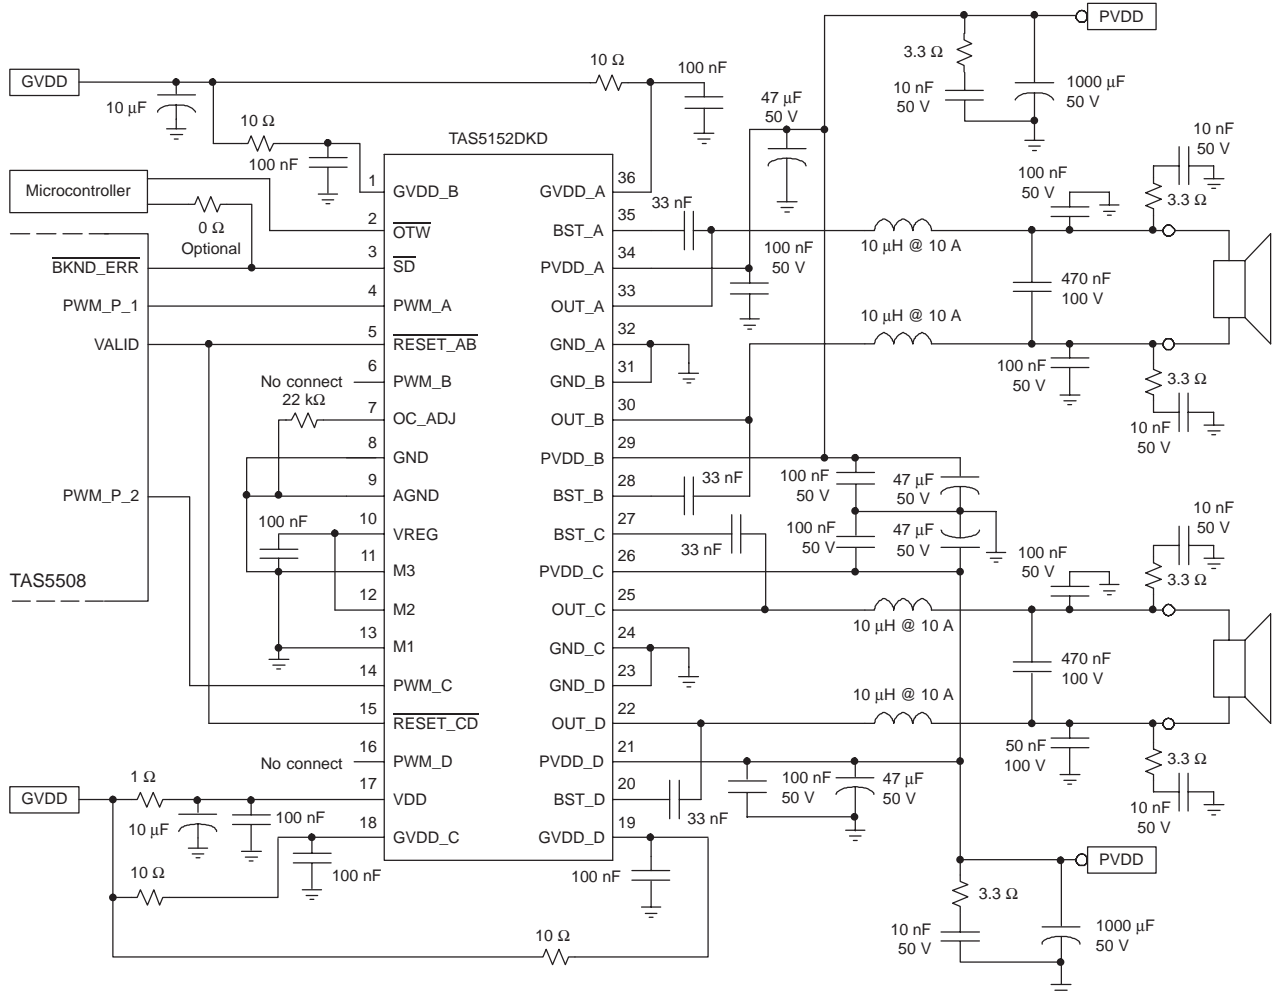 PVDD
3.3 Ω
10 nF
50 V
1000 µF
50 V
GVDD
10 µF
10 Ω
100 nF
10 Ω
100 nF
47 µF
50 V
TAS5152DKD
Microcontroller
0 Ω
Optional
BKND_ERR
PWM_P_1
VALID
PWM_P_2
TAS5508
No connect
22 kΩ
100 nF
No connect
1 GVDD_B
2 OTW
3 SD
4 PWM_A
5 RESET_AB
6 PWM_B
7 OC_ADJ
8 GND
9 AGND
10 VREG
11 M3
12 M2
13 M1
14 PWM_C
15 RESET_CD
16 PWM_D
17 VDD
18 GVDD_C
GVDD_A 36
BST_A 35
PVDD_A 34
OUT_A 33
GND_A 32
GND_B 31
OUT_B 30
PVDD_B 29
BST_B 28
BST_C 27
PVDD_C 26
OUT_C 25
GND_C 24
GND_D 23
OUT_D 22
PVDD_D 21
BST_D 20
GVDD_D 19
33 nF
100 nF
50 V
10 µH @ 10 A
10 µH @ 10 A
100 nF
50 V
10 nF
50 V
3.3 Ω
470 nF
100 V
100 nF
50 V
3.3 Ω
10 nF
50 V
33 nF
33 nF
100 nF
50 V
47 µF
50 V
100 nF
50 V
47 µF
50 V
10 µH @ 10 A
10 µH @ 10 A
100 nF
50 V
10 nF
50 V
3.3 Ω
470 nF
100 V
50 nF
100 V
3.3 Ω
10 nF
50 V
33 nF
100 nF
50 V
47 µF
50 V
GVDD
1 Ω
10 µF
100 nF
10 Ω
100 nF
100 nF
10 Ω
PVDD
3.3 Ω
10 nF
50 V
1000 µF
50 V